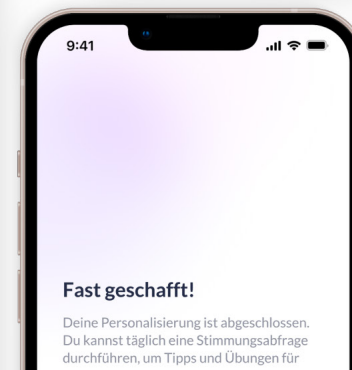 9:41
Fast geschafft!
Deine Personalisierung ist abgeschlossen.
Du kannst täglich eine Stimmungsabfrage
durchführen, um Tipps und Übungen für